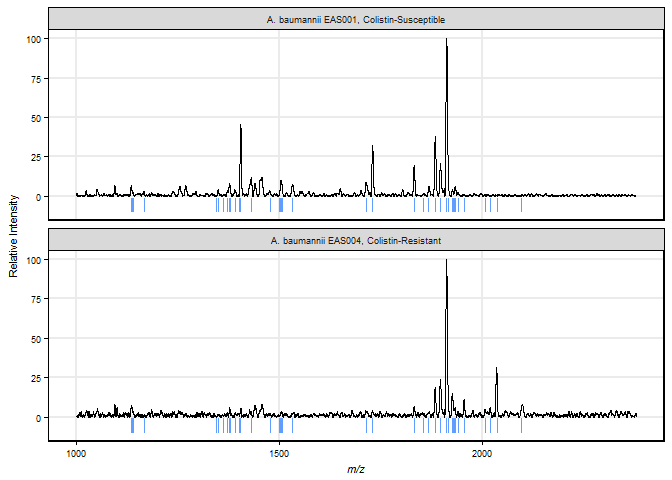 A. baumannii EAS001, Colistin-Susceptible
100
75
50
25
0
Relative Intensity
A. baumannii EAS004, Colistin-Resistant
100
75
50
25
0
1000 1500 2000
m/z